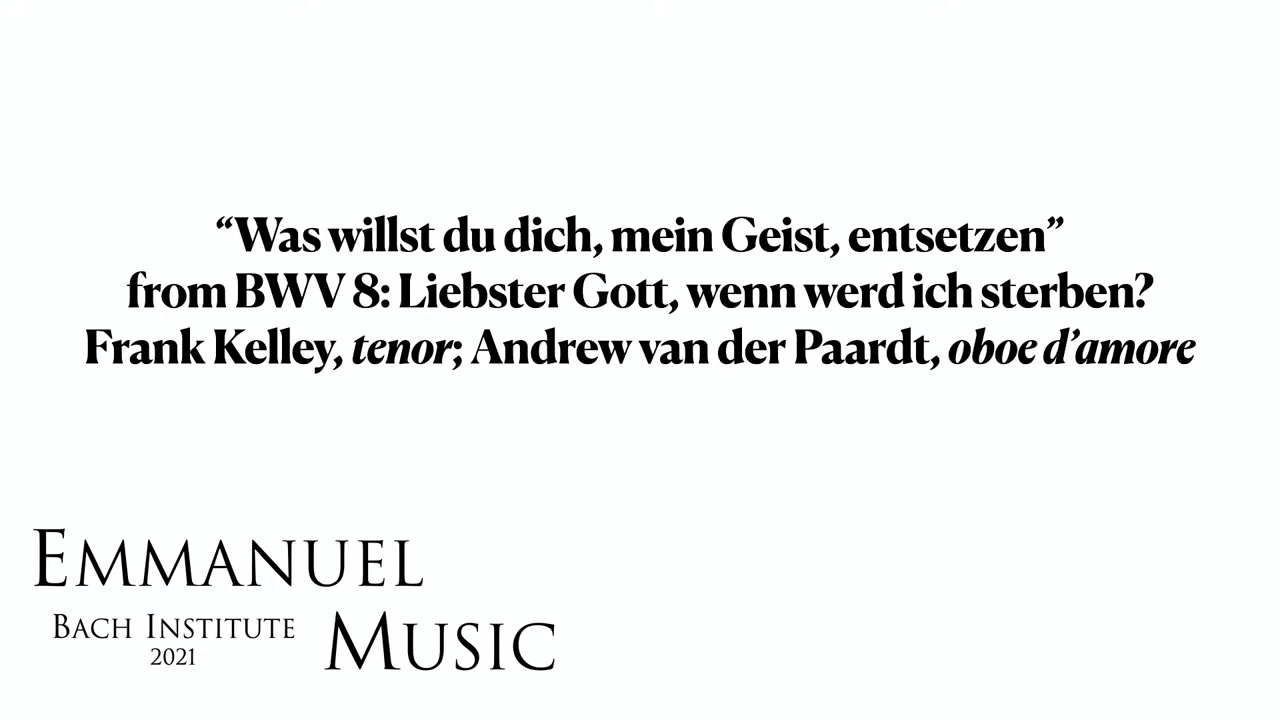 “Was willst du dich, mein Geist, entsetzen”
from BWV 8: Liebster Gott, wenn werd ich sterben?
Frank Kelley, tenor; Andrew van der Paardt, oboe d’amore
Emmanuel
Bach Institute
2021
Music